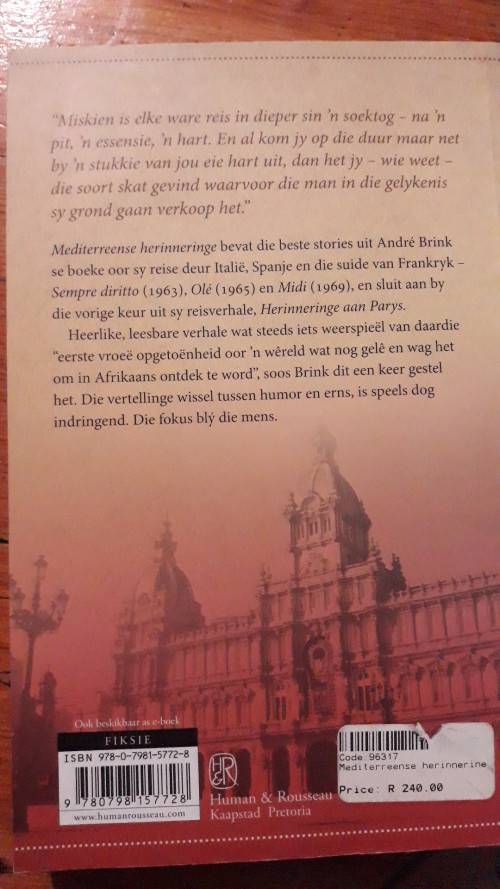 “Miskien is elke ware reis in dieper sin ’n soektog – na ’n
pit, ’n essensie, ’n hart. En al kom jy op die duur maar net
by ’n stukkie van jou eie hart uit, dan het jy – wie weet –
die soort skat gevind waarvoor die man in die gelykenis
sy grond gaan verkoop het.”
Mediterreense herinneringe bevat die beste stories uit André Brink
se boeke oor sy reise deur Italië, Spanje en die suide van Frankryk –
Sempre diritto (1963), Olé (1965) en Midi (1969), en sluit aan by
die vorige keur uit sy reisverhale, Herinneringe aan Parys.
Heerlike, leesbare verhale wat steeds iets weerspieël van daardie
“eerste vroeë opgetoënheid oor ’n wêreld wat nog gelê en wag het
om in Afrikaans ontdek te word”, soos Brink dit een keer gestel
het. Die vertellinge wissel tussen humor en erns, is speels dog
indringend. Die fokus blý die mens.
Ook beskikbaar as e-boek
FIKSIE
ISBN 978-0-7981-5772-8
9 780798 157728
www.humanrousseau.com
H&R
Human & Rousseau
Kaapstad Pretoria
Code 96317
Mediterreense herinnerine
Price: R 240.00